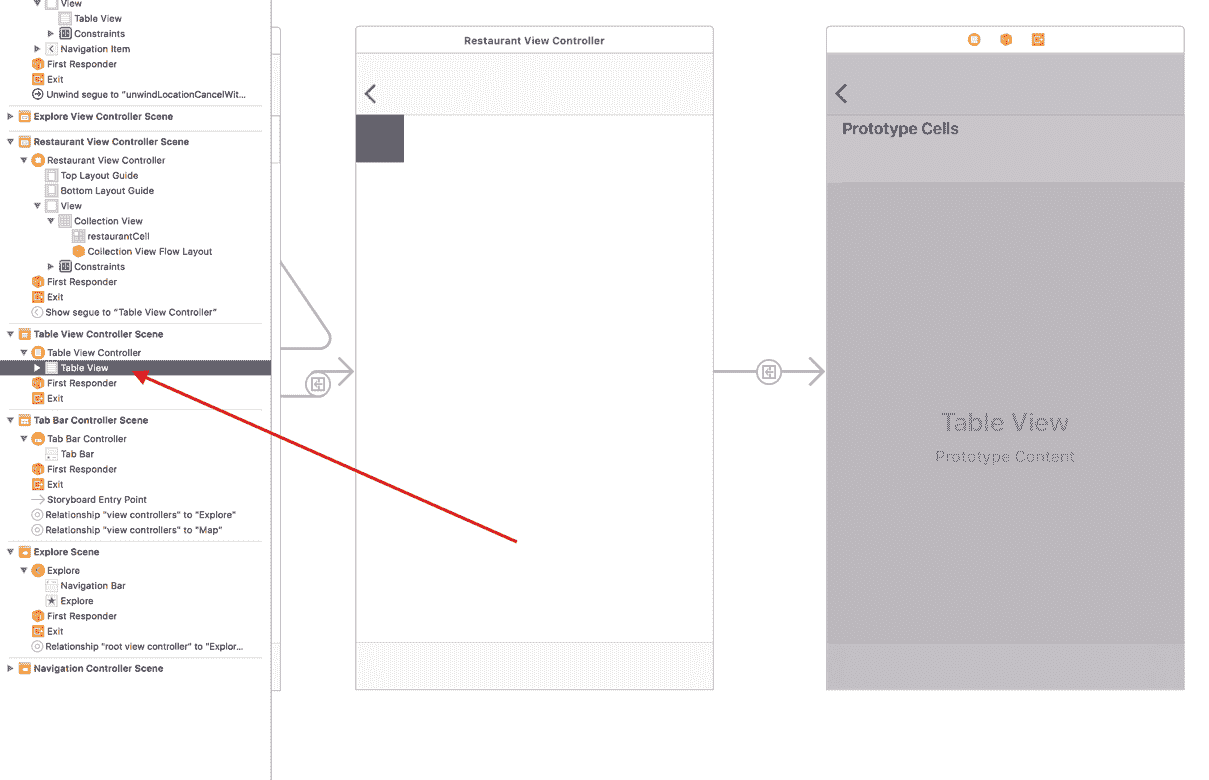 View
Table View
Constraints
Navigation Item
First Responder
Exit
Unwind segue to "unwindLocationCancelWit...
Explore View Controller Scene
Restaurant View Controller Scene
Restaurant View Controller
Top Layout Guide
Bottom Layout Guide
View
Collection View
restaurantCell
Collection View Flow Layout
Constraints
First Responder
Exit
Show segue to "Table View Controller"
Table View Controller Scene
Table View Controller
Table View
First Responder
Exit
Tab Bar Controller Scene
Tab Bar Controller
Tab Bar
First Responder
Exit
Storyboard Entry Point
Relationship "view controllers" to "Explore"
Relationship "view controllers" to "Map"
Explore Scene
Explore
Navigation Bar
Explore
First Responder
Exit
Relationship "root view controller" to "Explor...
Navigation Controller Scene
Restaurant View Controller
Prototype Cells
Table View
Prototype Content